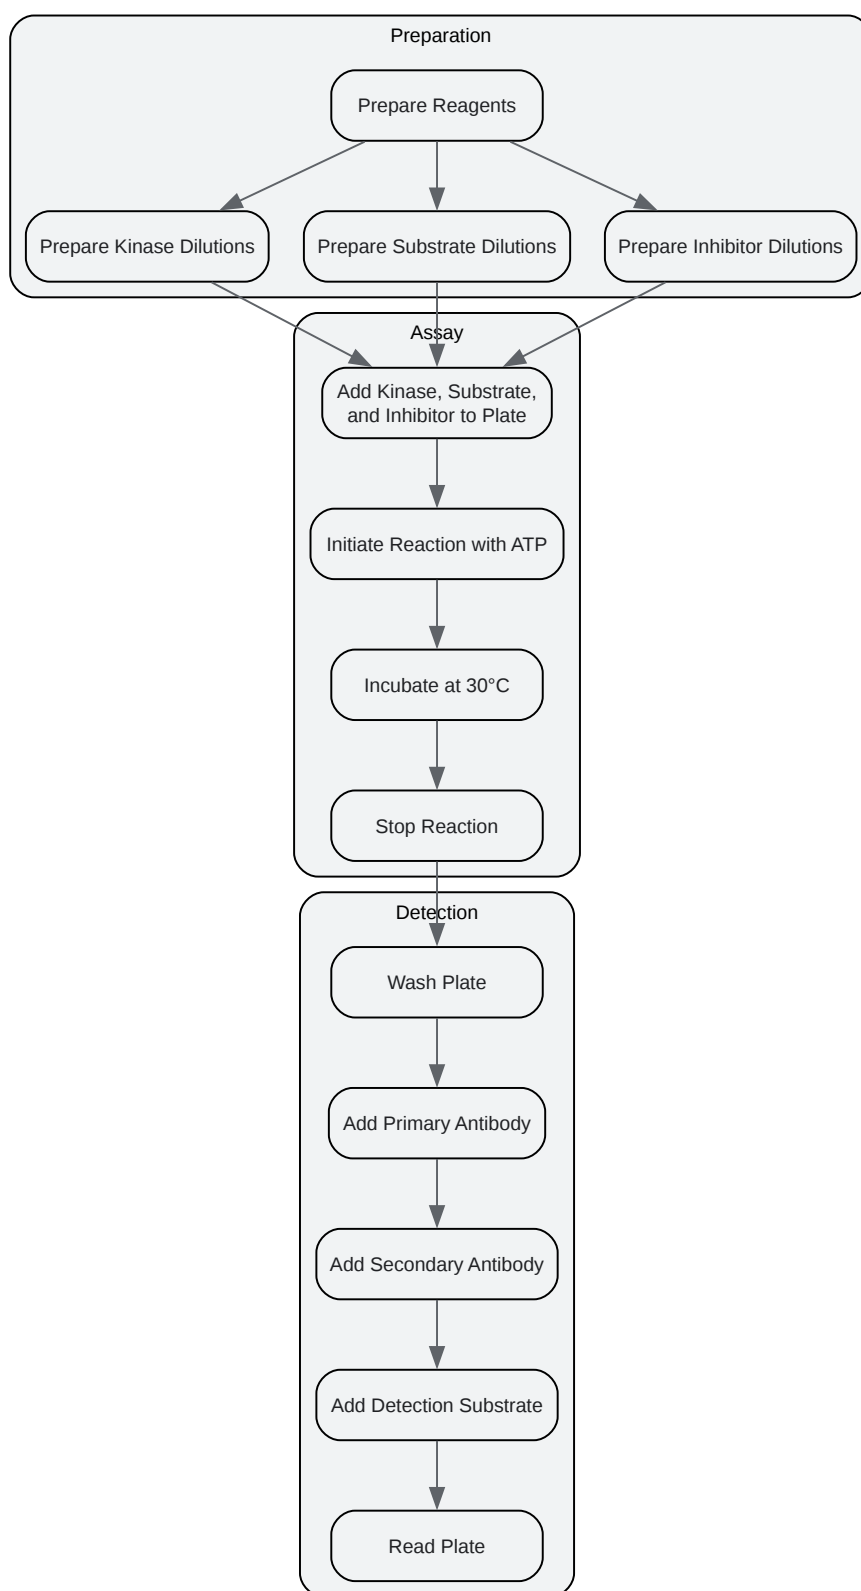 Preparation
Prepare Reagents
Prepare Kinase Dilutions
Prepare Substrate Dilutions
Prepare Inhibitor Dilutions
Assay
Add Kinase, Substrate,
and Inhibitor to Plate
Initiate Reaction with ATP
Incubate at 30°C
Stop Reaction
Detection
Wash Plate
Add Primary Antibody
Add Secondary Antibody
Add Detection Substrate
Read Plate